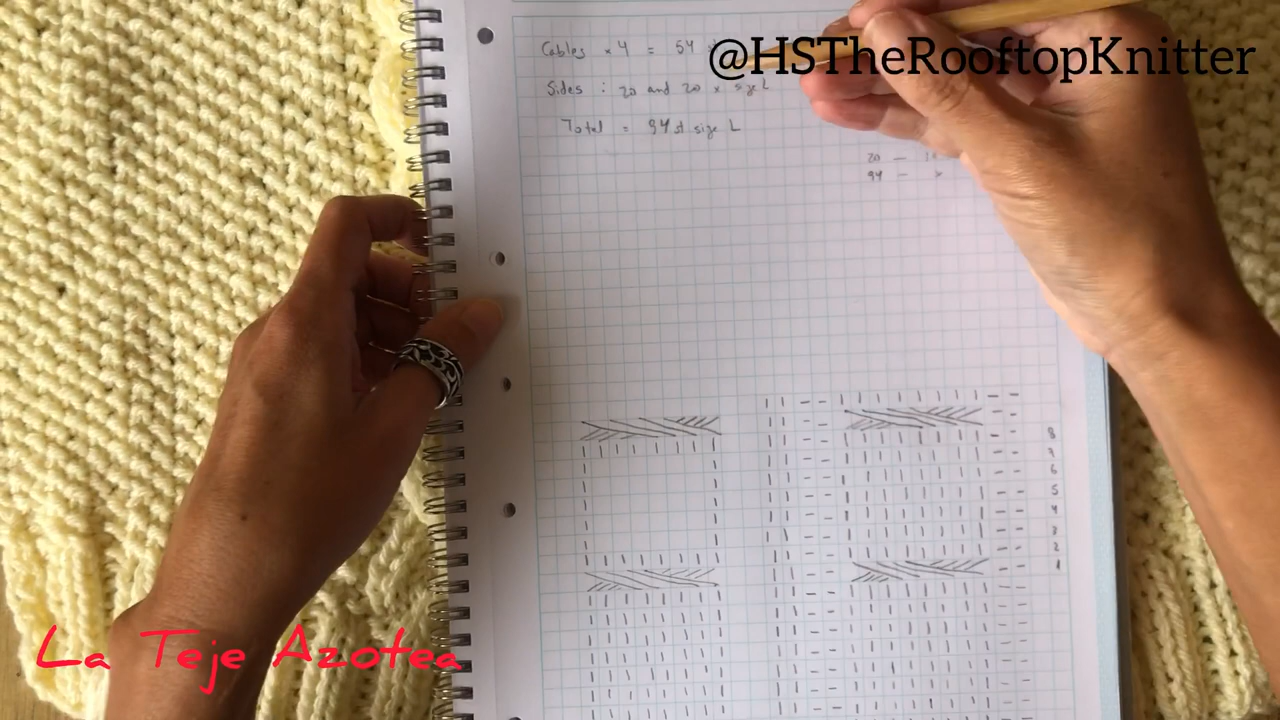 Cables x 4 = 54
@HSTheRooftopKnitter
Sides : 20 and 20 x size L
Total = 94 st size L
20 —
94 — x
8
7
6
5
4
3
2
1
La Teje Azotea